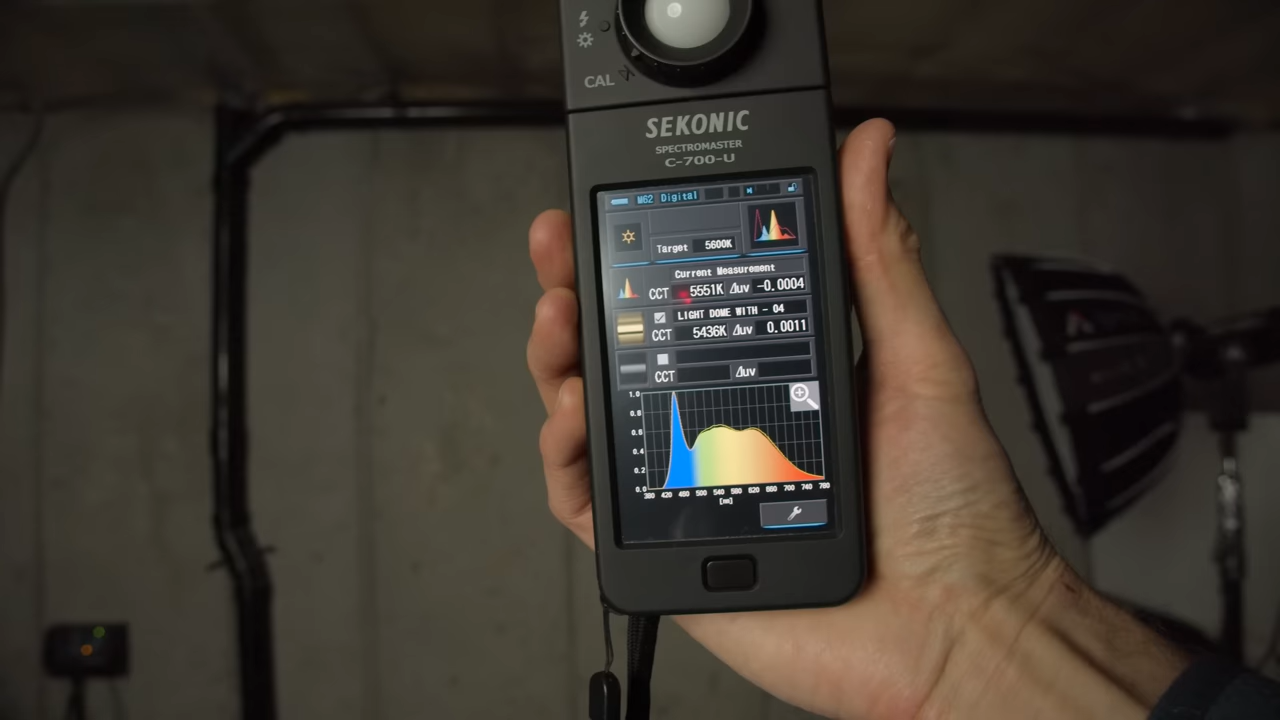 CAL
SEKONIC
SPECTROMASTER
C-700-U
M62 Digital
Target 5600K
Current Measurement
CCT 5551K Δuv -0.0004
LIGHT DOME WITH - 04
CCT 5436K Δuv 0.0011
CCT Δuv
1.0
0.8
0.6
0.4
0.2
0.0
380 420 460 500 540 580 620 660 700 740 780
[nm]